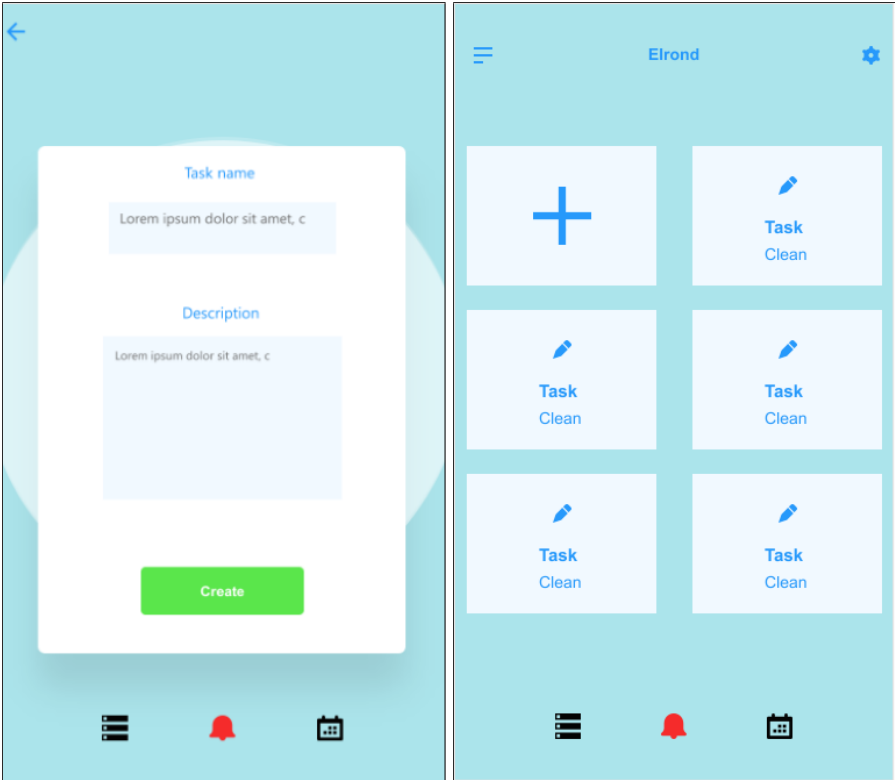 Task name
Lorem ipsum dolor sit amet, c
Description
Lorem ipsum dolor sit amet, c
Create
Elrond
Task
Clean
Task
Clean
Task
Clean
Task
Clean
Task
Clean